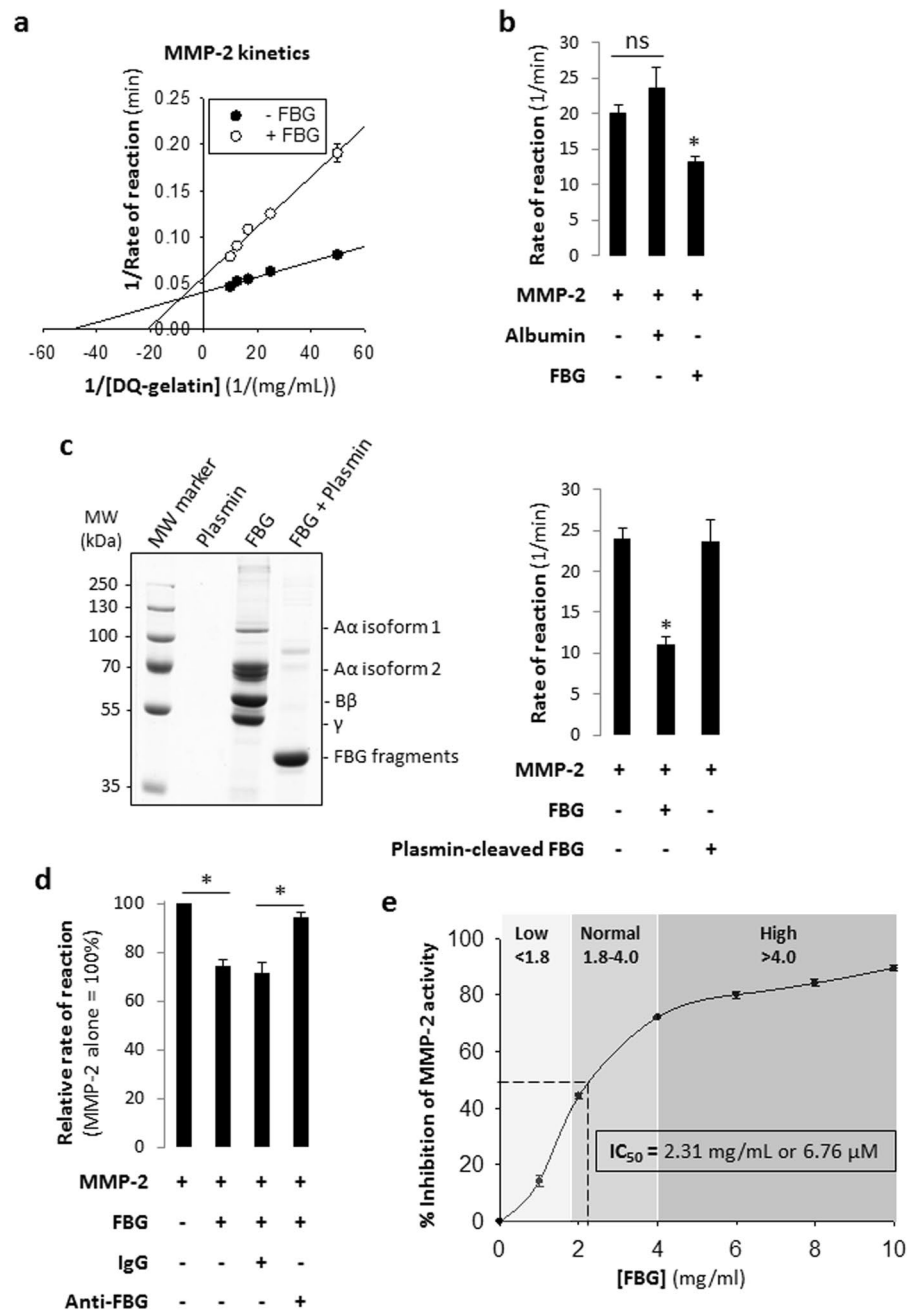 a
MMP-2 kinetics
1/Rate of reaction (min)
0.25
0.20
0.15
0.10
0.05
0.00
- FBG
+ FBG
-60 -40 -20 0 20 40 60
1/[DQ-gelatin] (1/(mg/mL))
b
Rate of reaction (1/min)
30
25
20
15
10
5
0
ns
*
MMP-2 + + +
Albumin - + -
FBG - - +
c
MW (kDa)
MW marker
Plasmin
FBG
FBG + Plasmin
250
130
100
70
55
35
- Aα isoform 1
- Aα isoform 2
- Bβ
- γ
- FBG fragments
Rate of reaction (1/min)
30
25
20
15
10
5
0
*
MMP-2 + + +
FBG - + -
Plasmin-cleaved FBG - - +
d
Relative rate of reaction
(MMP-2 alone = 100%)
100
80
60
40
20
0
* *
MMP-2 + + + +
FBG - + + +
IgG - - + -
Anti-FBG - - - +
e
% Inhibition of MMP-2 activity
100
80
60
40
20
0
Low
<1.8
Normal
1.8-4.0
High
>4.0
IC50 = 2.31 mg/mL or 6.76 µM
0 2 4 6 8 10
[FBG] (mg/ml)